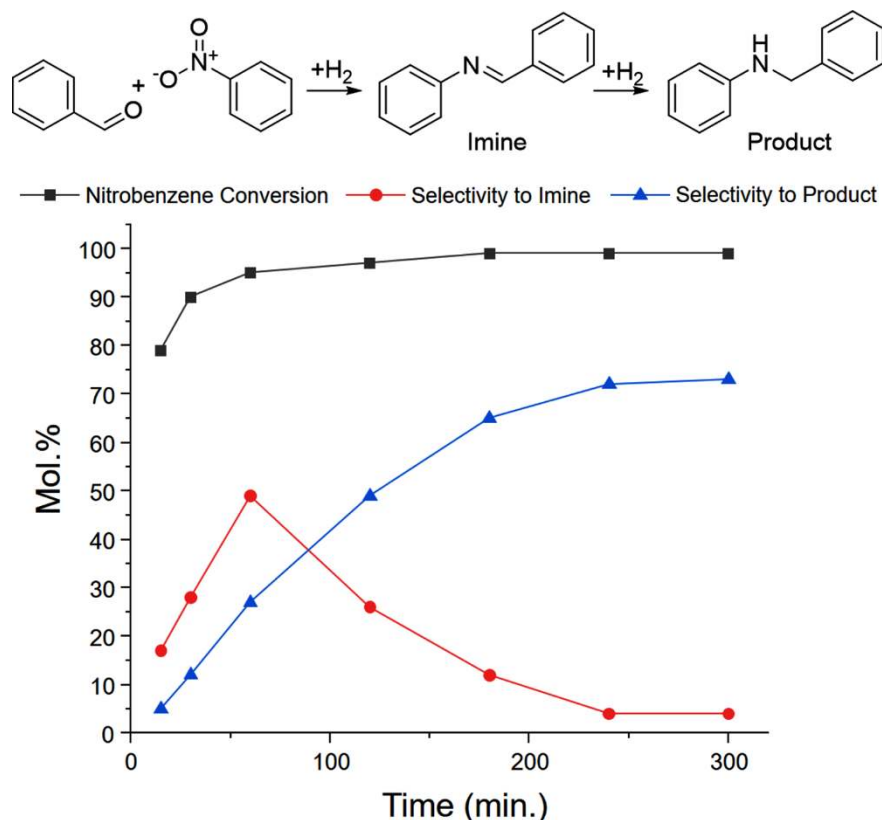 O
-O N+
O + +H2 N +H2 H
N
Imine Product
Nitrobenzene Conversion Selectivity to Imine Selectivity to Product
100
90
80
70
60
50
40
30
20
10
0
Mol.%
0 100 200 300
Time (min.)